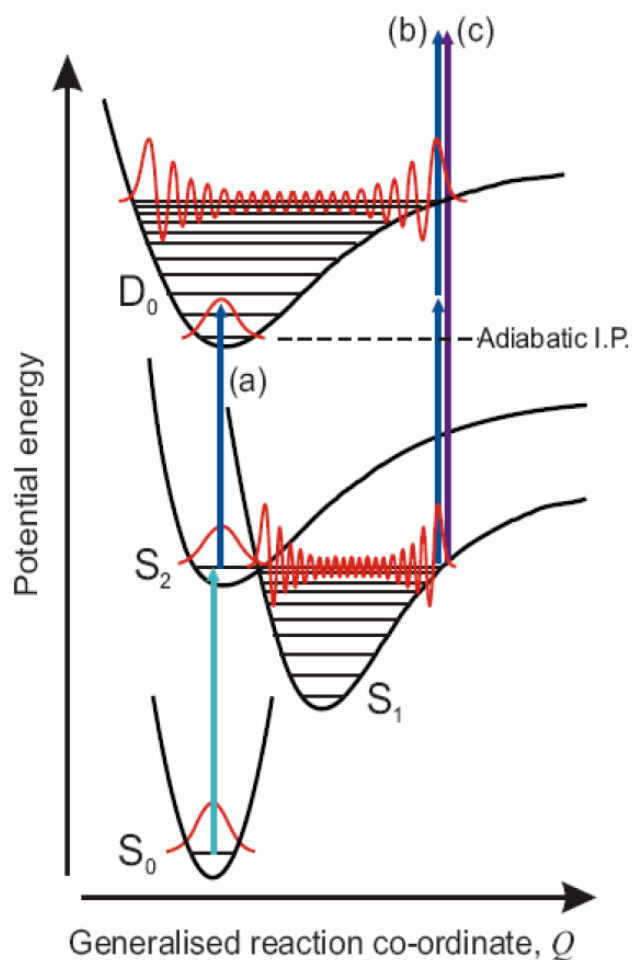 (b)
(c)
D₀
Adiabatic I.P.
(a)
Potential energy
S₂
S₁
S₀
Generalised reaction co-ordinate, Q